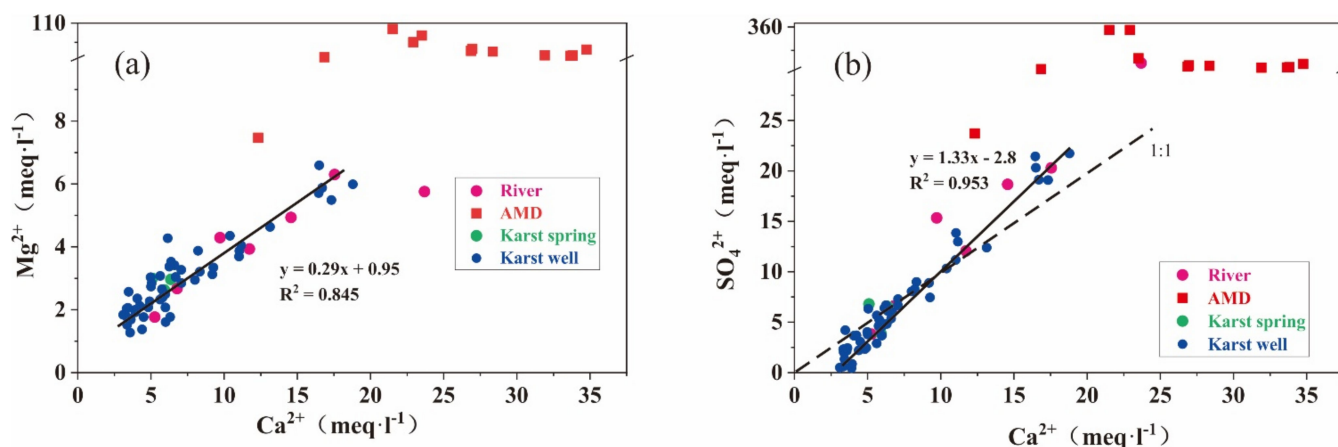 110
(a)
8
6
4
2
0
Mg²⁺（meq·l⁻¹）
y = 0.29x + 0.95
R² = 0.845
River
AMD
Karst spring
Karst well
0 5 10 15 20 25 30 35
Ca²⁺（meq·l⁻¹）
360
(b)
25
20
15
10
5
0
SO₄²⁺（meq·l⁻¹）
y = 1.33x - 2.8
R² = 0.953
1:1
River
AMD
Karst spring
Karst well
0 5 10 15 20 25 30 35
Ca²⁺（meq·l⁻¹）